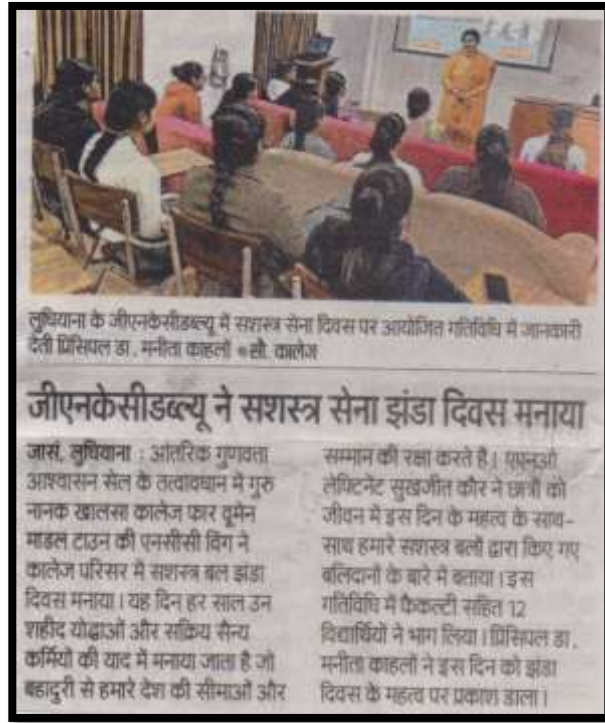 लुधियाना के जीएनकेसीडब्ल्यू में सशस्त्र सेना दिवस पर आयोजित गतिविधि में जानकारी
देती प्रिंसिपल डा. मनीता काहलों ●सौ. कालेज
जीएनकेसीडब्ल्यू ने सशस्त्र सेना झंडा दिवस मनाया
जासं, लुधियाना : आंतरिक गुणवता
आश्वासन सेल के तत्वावधान में गुरु
नानक खालसा कालेज फार वूमेन
माडल टाउन की एनसीसी विंग ने
कालेज परिसर में सशस्त्र बल झंडा
दिवस मनाया। यह दिन हर साल उन
शहीद योद्धाओं और सक्रिय सैन्य
कर्मियों की याद में मनाया जाता है जो
बहादुरी से हमारे देश की सीमाओं और
सम्मान की रक्षा करते है। एएनओ
लेफ्टिनेंट सुखजीत कौर ने छात्रों को
जीवन में इस दिन के महत्व के साथ-
साथ हमारे सशस्त्र बलों द्वारा किए गए
बलिदानों के बारे में बताया। इस
गतिविधि में फैकल्टी सहित 12
विद्यार्थियों ने भाग लिया। प्रिंसिपल डा.
मनीता काहलों ने इस दिन को झंडा
दिवस के महत्व पर प्रकाश डाला।